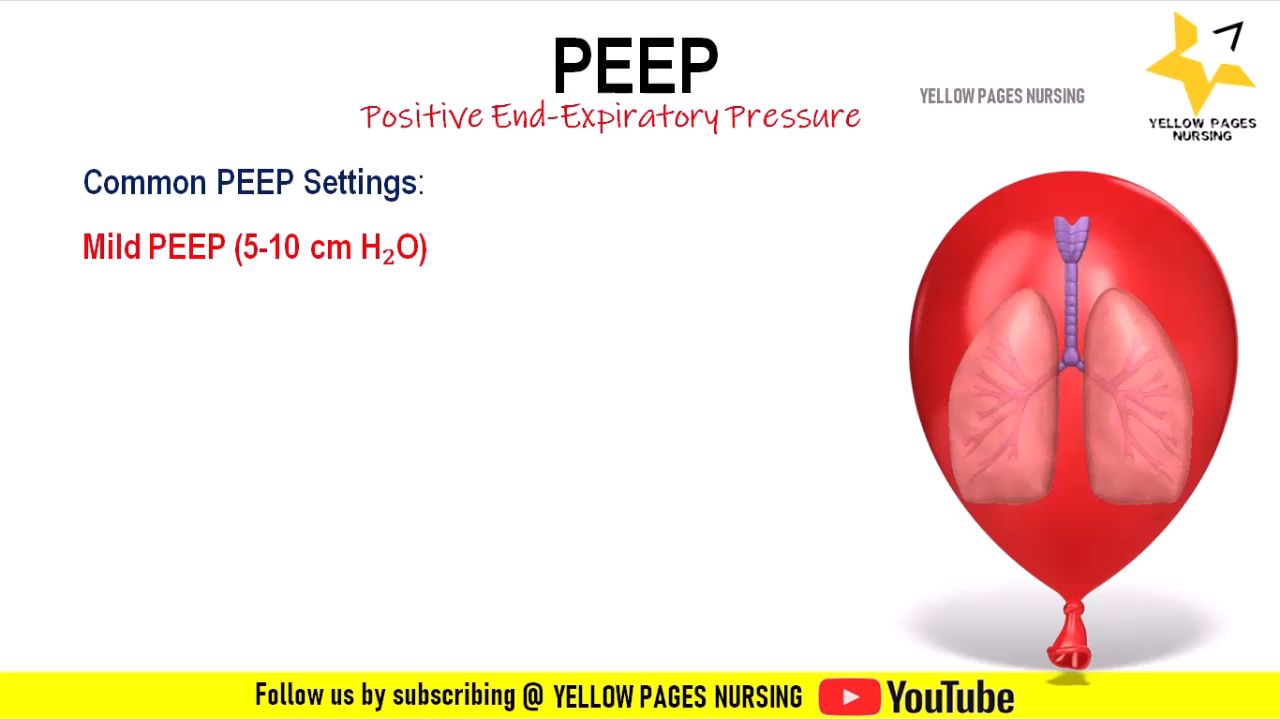 PEEP
Positive End-Expiratory Pressure
YELLOW PAGES NURSING
YELLOW PAGES
NURSING
Common PEEP Settings:
Mild PEEP (5-10 cm H₂O)
Follow us by subscribing @ YELLOW PAGES NURSING YouTube